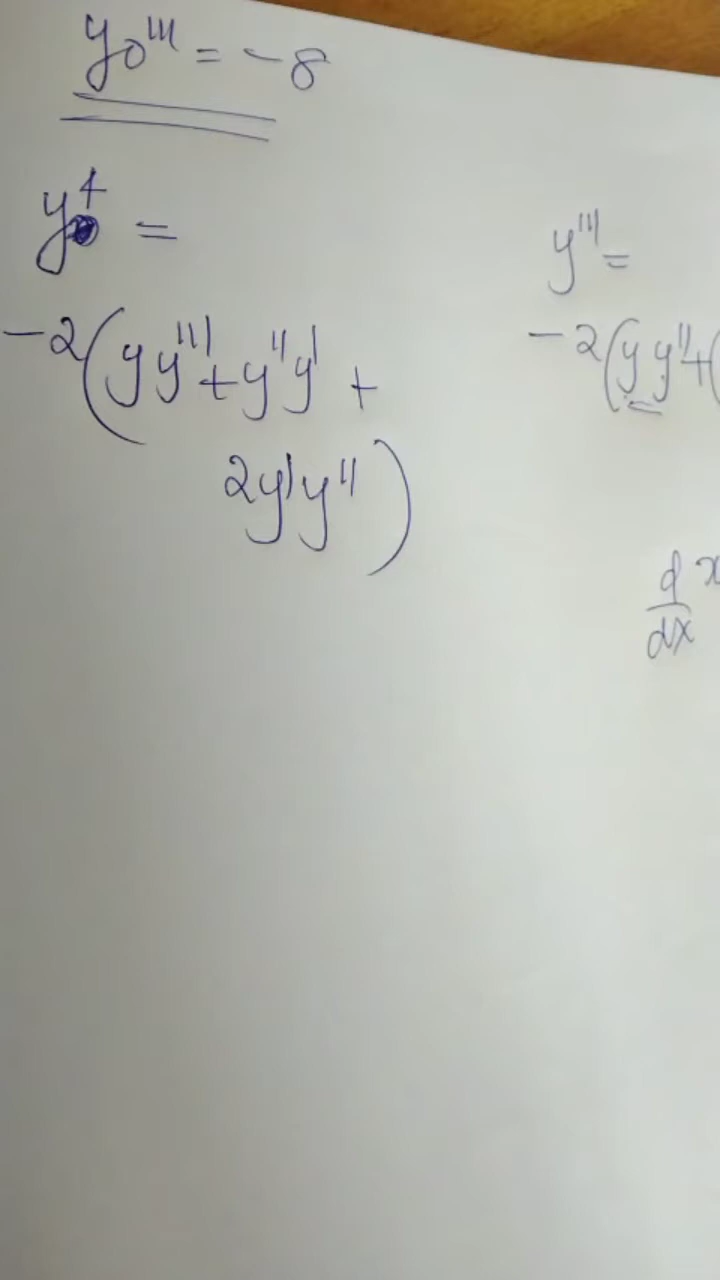 y₀''' = -8
y⁴ =
-2(yy''' + y''y' +
2y'y'')
y''' =
-2(yy'' + (
d/dx x